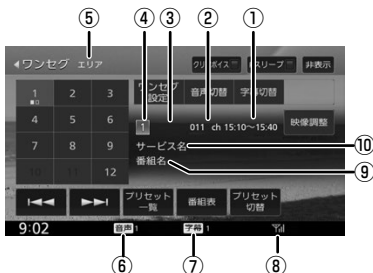 ⑤ ④ ③ ② ①
ワンセグ エリア クリアボイス Wスリープ 非表示
1 2 3 ワンセグ設定 音声切替 字幕切替
4 5 6 1 011 ch 15:10～15:40 映像調整
7 8 9 サービス名 ⑩
10 11 12 番組名 ⑨
プリセット一覧 番組表 プリセット切替
9:02 音声 1 字幕 1
⑥ ⑦ ⑧